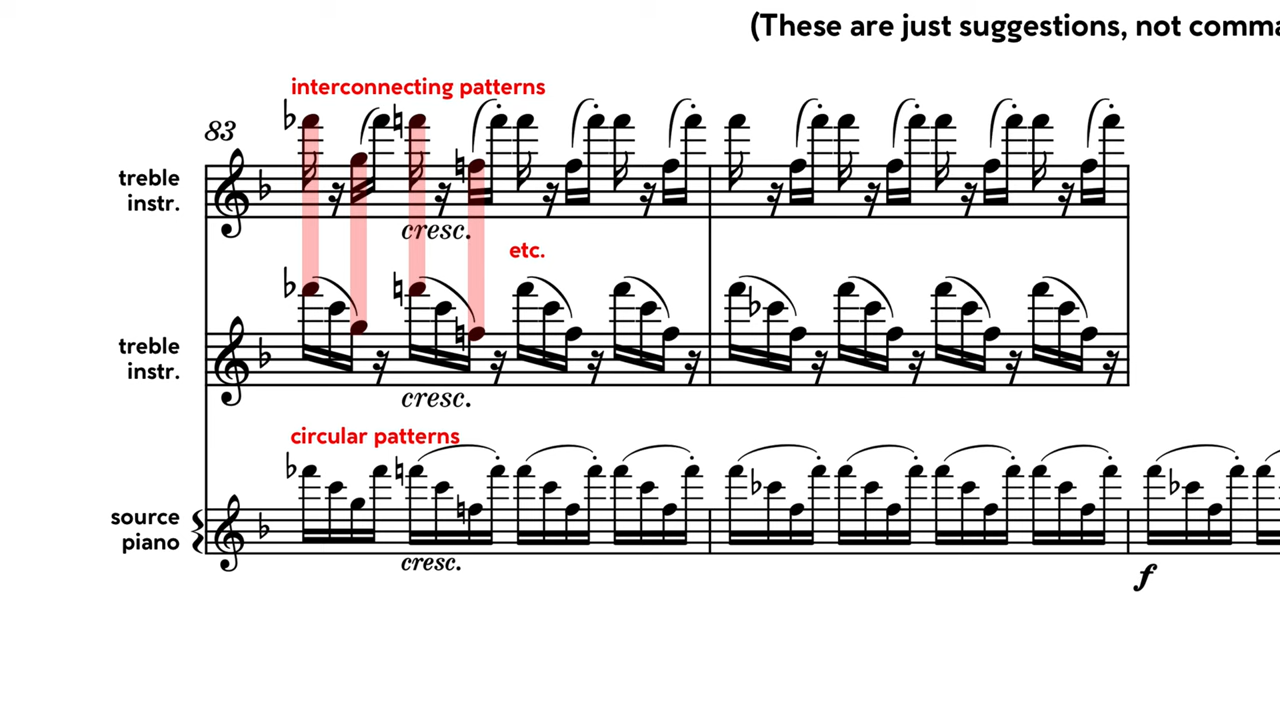 (These are just suggestions, not comma
interconnecting patterns
83
treble
instr.
cresc.
etc.
treble
instr.
cresc.
circular patterns
source
piano
cresc.
f